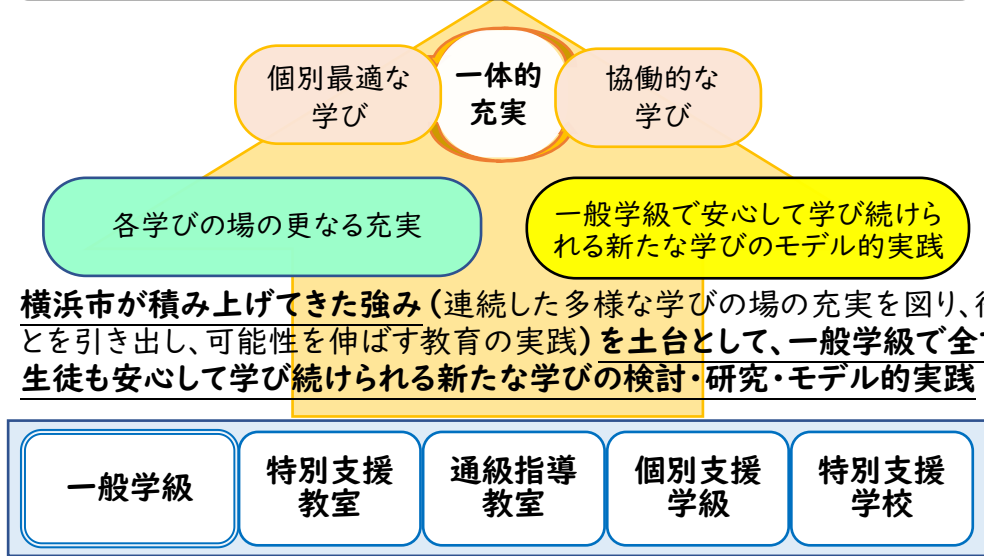 個別最適な
学び
一体的
充実
協働的な
学び
各学びの場の更なる充実
一般学級で安心して学び続けら
れる新たな学びのモデル的実践
横浜市が積み上げてきた強み(連続した多様な学びの場の充実を図り、
とを引き出し、可能性を伸ばす教育の実践)を土台として、一般学級で全
生徒も安心して学び続けられる新たな学びの検討・研究・モデル的実践
一般学級
特別支援
教室
通級指導
教室
個別支援
学級
特別支援
学校